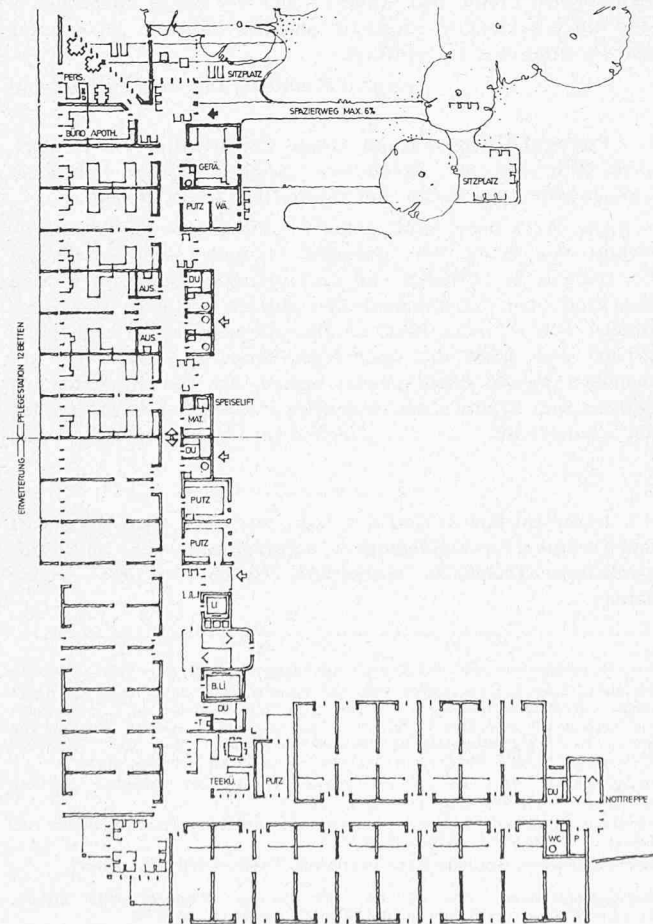 SITZPLATZ
PERS.
SPAZIERWEG MAX. 6%
BÜRO APOTH.
GERÄ.
SITZPLATZ
PUTZ WÄ.
DU
AUS
AUS
SPEISELIFT
MAT.
DU
ERWEITERUNG PFLEGESTATION 12 BETTEN
PUTZ
PUTZ
LI
B.LI
DU
T
TEEKÜ.
PUTZ
DU
NOTTREPPE
WC P